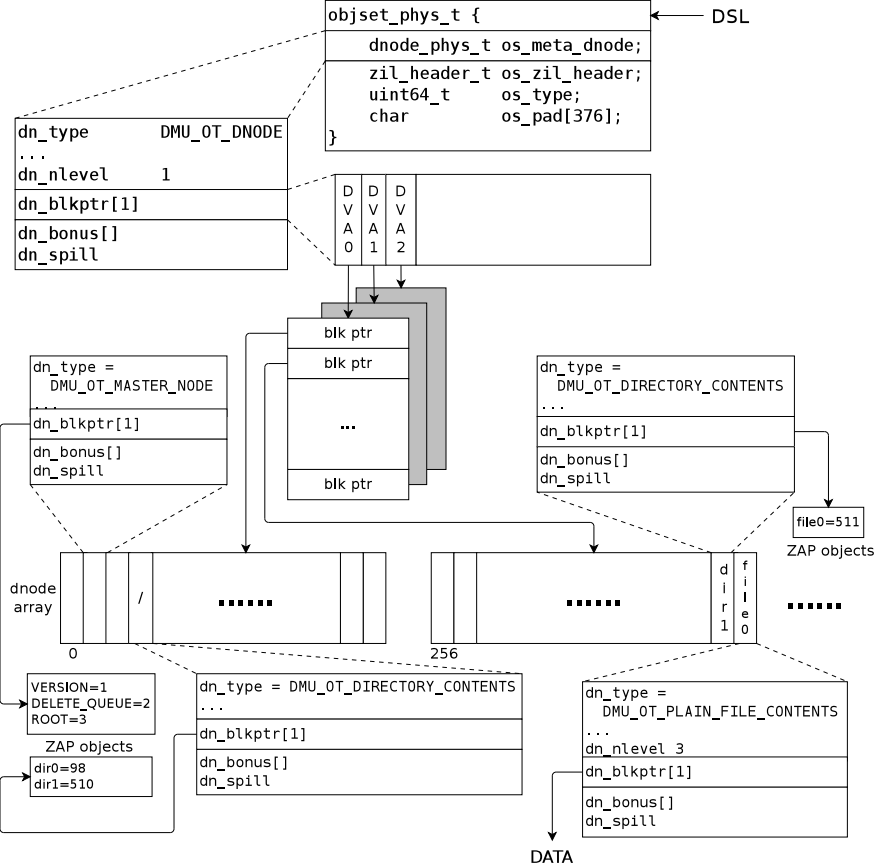 objset_phys_t {
DSL
dnode_phys_t os_meta_dnode;
zil_header_t os_zil_header;
uint64_t os_type;
char os_pad[376];
}
dn_type DMU_OT_DNODE
...
dn_nlevel 1
dn_blkptr[1]
dn_bonus[]
dn_spill
DVA0
DVA1
DVA2
blk ptr
blk ptr
...
blk ptr
dn_type =
DMU_OT_MASTER_NODE
...
dn_blkptr[1]
dn_bonus[]
dn_spill
dn_type =
DMU_OT_DIRECTORY_CONTENTS
...
dn_blkptr[1]
dn_bonus[]
dn_spill
file0=511
ZAP objects
dnode
array
/
......
......
dir1
file0
......
0
256
VERSION=1
DELETE_QUEUE=2
ROOT=3
ZAP objects
dir0=98
dir1=510
dn_type = DMU_OT_DIRECTORY_CONTENTS
...
dn_blkptr[1]
dn_bonus[]
dn_spill
dn_type =
DMU_OT_PLAIN_FILE_CONTENTS
...
dn_nlevel 3
dn_blkptr[1]
dn_bonus[]
dn_spill
DATA